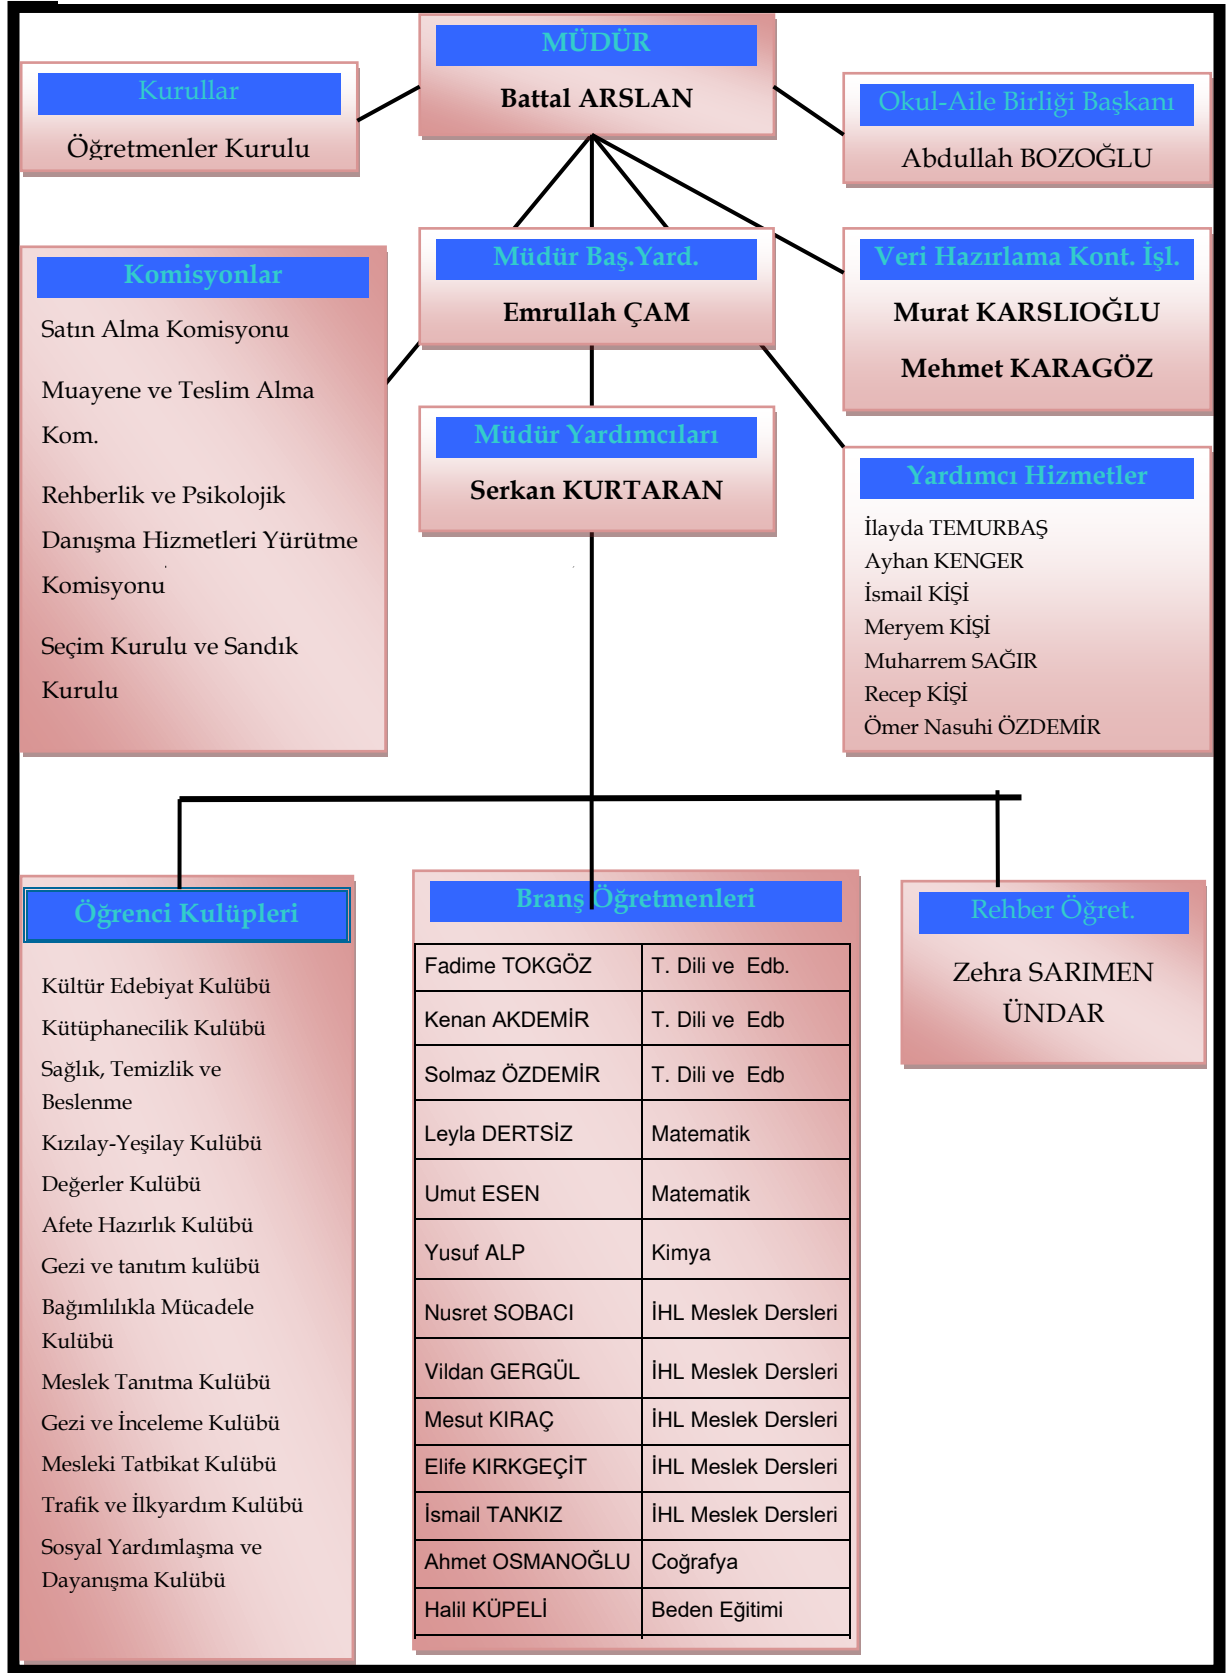 MÜDÜR
Battal ARSLAN
Kurullar
Öğretmenler Kurulu
Okul-Aile Birliği Başkanı
Abdullah BOZOĞLU
Komisyonlar
Satın Alma Komisyonu
Muayene ve Teslim Alma
Kom.
Rehberlik ve Psikolojik
Danışma Hizmetleri Yürütme
Komisyonu
Seçim Kurulu ve Sandık
Kurulu
Müdür Baş.Yard.
Emrullah ÇAM
Veri Hazırlama Kont. İşl.
Murat KARSLIOĞLU
Mehmet KARAGÖZ
Müdür Yardımcıları
Serkan KURTARAN
Yardımcı Hizmetler
İlayda TEMURBAŞ
Ayhan KENGER
İsmail KİŞİ
Meryem KİŞİ
Muharrem SAĞIR
Recep KİŞİ
Ömer Nasuhi ÖZDEMİR
Öğrenci Kulüpleri
Kültür Edebiyat Kulübü
Kütüphanecilik Kulübü
Sağlık, Temizlik ve
Beslenme
Kızılay-Yeşilay Kulübü
Değerler Kulübü
Afete Hazırlık Kulübü
Gezi ve tanıtım kulübü
Bağımlılıkla Mücadele
Kulübü
Meslek Tanıtma Kulübü
Gezi ve İnceleme Kulübü
Mesleki Tatbikat Kulübü
Trafik ve İlkyardım Kulübü
Sosyal Yardımlaşma ve
Dayanışma Kulübü
Branş Öğretmenleri
Fadime TOKGÖZ T. Dili ve Edb.
Kenan AKDEMİR T. Dili ve Edb
Solmaz ÖZDEMİR T. Dili ve Edb
Leyla DERTSİZ Matematik
Umut ESEN Matematik
Yusuf ALP Kimya
Nusret SOBACI İHL Meslek Dersleri
Vildan GERGÜL İHL Meslek Dersleri
Mesut KIRAÇ İHL Meslek Dersleri
Elife KIRKGEÇİT İHL Meslek Dersleri
İsmail TANKIZ İHL Meslek Dersleri
Ahmet OSMANOĞLU Coğrafya
Halil KÜPELİ Beden Eğitimi
Rehber Öğret.
Zehra SARIMEN
ÜNDAR